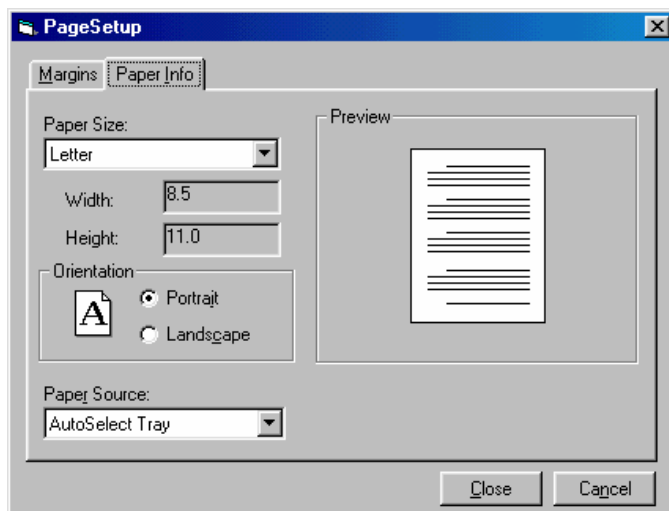 PageSetup
Margins Paper Info
Paper Size:
Letter
Width: 8.5
Height: 11.0
Orientation
A
Portrait
Landscape
Paper Source:
AutoSelect Tray
Preview
Close Cancel